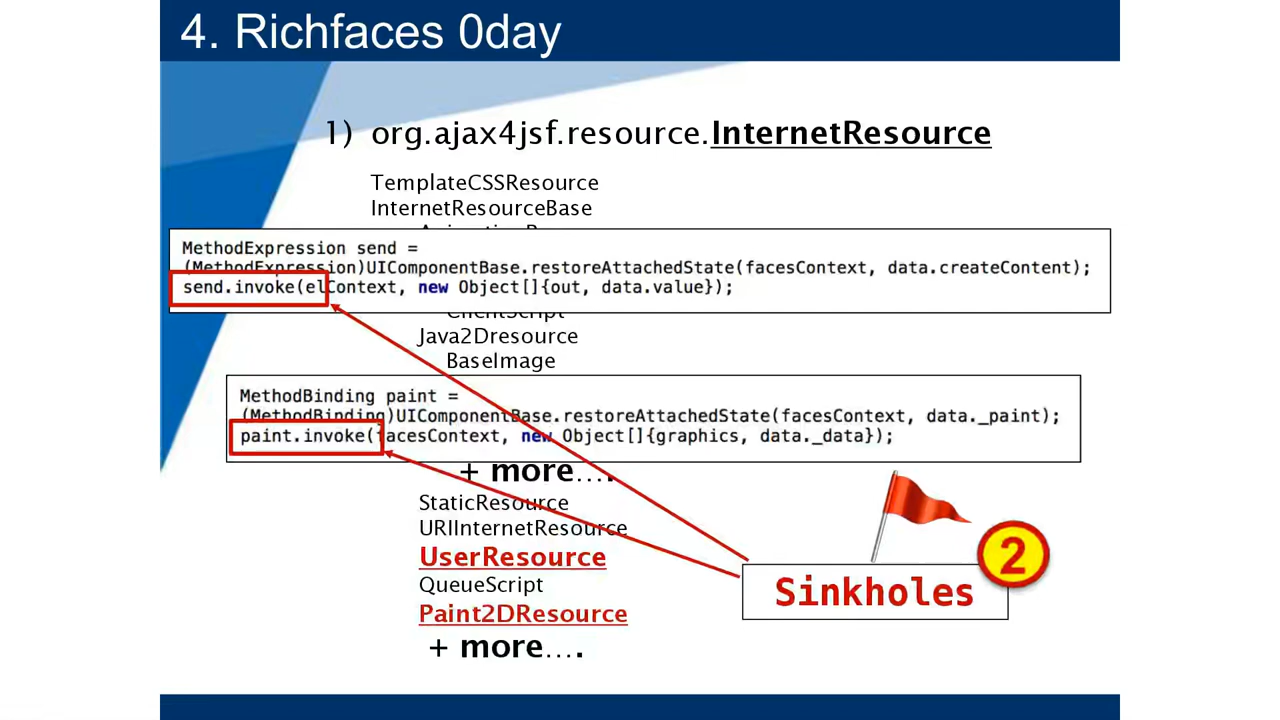 4. Richfaces 0day
1) org.ajax4jsf.resource.InternetResource
TemplateCSSResource
InternetResourceBase
MethodExpression send =
(MethodExpression)UIComponentBase.restoreAttachedState(facesContext, data.createContent);
send.invoke(elContext, new Object[]{out, data.value});
ClientScript
Java2Dresource
BaseImage
MethodBinding paint =
(MethodBinding)UIComponentBase.restoreAttachedState(facesContext, data._paint);
paint.invoke(facesContext, new Object[]{graphics, data._data});
+ more….
StaticResource
URIInternetResource
UserResource
QueueScript
Paint2DResource
+ more….
2
Sinkholes